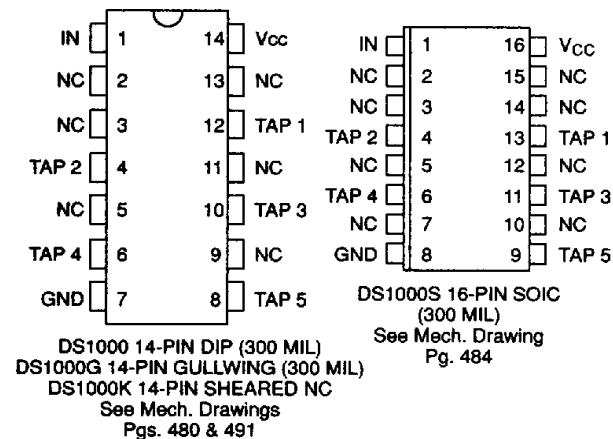 IN 1 14 Vcc
NC 2 13 NC
NC 3 12 TAP 1
TAP 2 4 11 NC
NC 5 10 TAP 3
TAP 4 6 9 NC
GND 7 8 TAP 5
DS1000 14-PIN DIP (300 MIL)
DS1000G 14-PIN GULLWING (300 MIL)
DS1000K 14-PIN SHEARED NC
See Mech. Drawings
Pgs. 480 & 491
IN 1 16 VCC
NC 2 15 NC
NC 3 14 NC
TAP 2 4 13 TAP 1
NC 5 12 NC
TAP 4 6 11 TAP 3
NC 7 10 NC
GND 8 9 TAP 5
DS1000S 16-PIN SOIC
(300 MIL)
See Mech. Drawing
Pg. 484